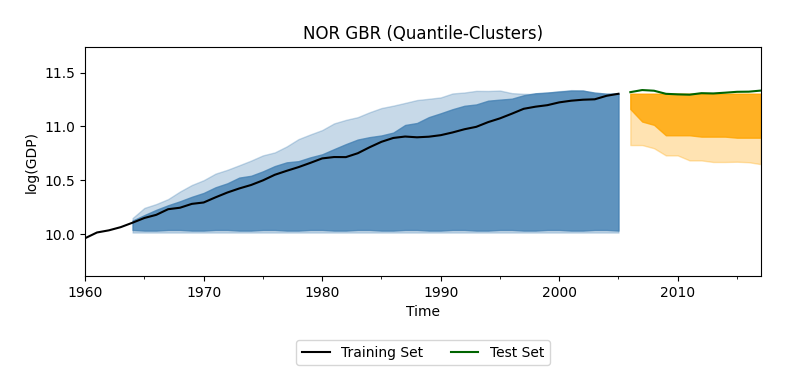 NOR GBR (Quantile-Clusters)
log(GDP)
11.5
11.0
10.5
10.0
1960 1970 1980 1990 2000 2010
Time
Training Set Test Set